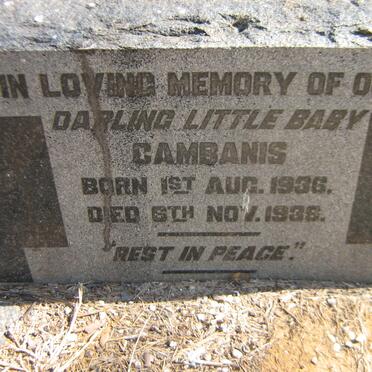 IN LOVING MEMORY OF O
DARLING LITTLE BABY
CAMBANIS
BORN 1ST AUG. 1936.
DIED 6TH NOV. 1936.
"REST IN PEACE."